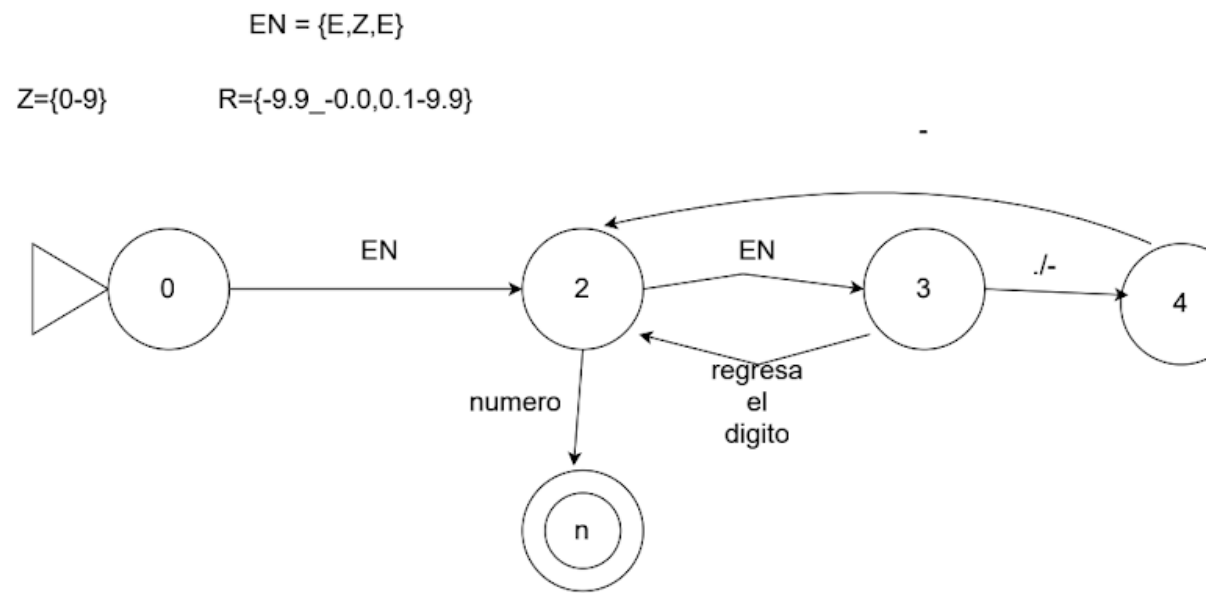 EN = {E,Z,E}
Z={0-9}
R={-9.9_-0.0,0.1-9.9}
-
EN
EN
./-
0
2
3
4
regresa
el
digito
numero
n